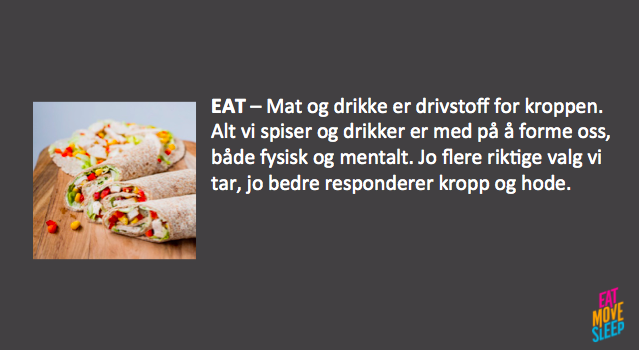 EAT – Mat og drikke er drivstoff for kroppen.
Alt vi spiser og drikker er med på å forme oss,
både fysisk og mentalt. Jo flere riktige valg vi
tar, jo bedre responderer kropp og hode.
EAT
MOVE
SLEEP